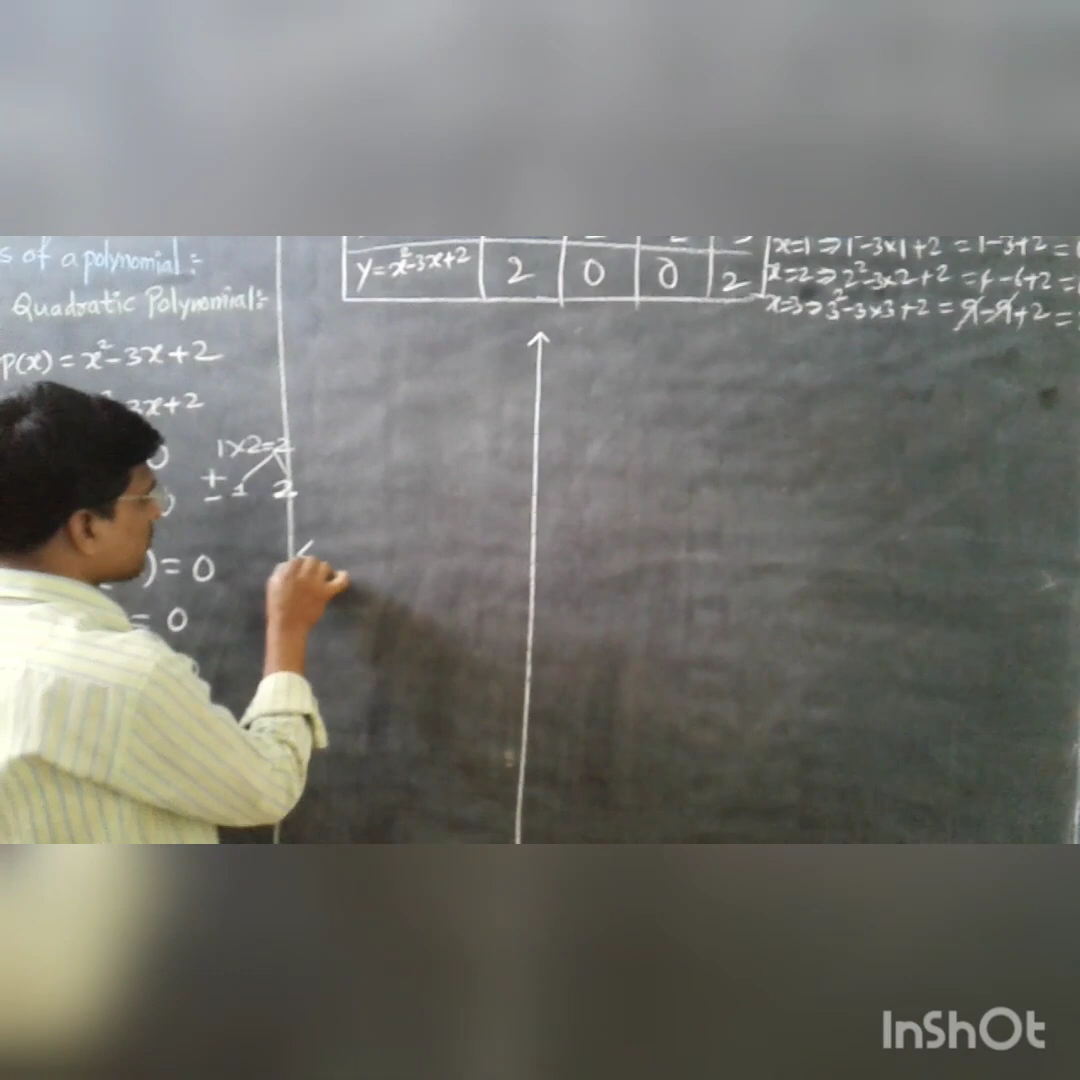 s of a polynomial:-
Quadratic Polynomial:-
P(x) = x² - 3x + 2
3x + 2
0
1×2=2
+
- 1 2
) = 0
= 0
y = x² - 3x + 2 2 0 0 2
x=1 ⇒ 1² - 3×1 + 2 = 1 - 3 + 2 =
x=2 ⇒ 2² - 3×2 + 2 = 4 - 6 + 2 =
x=3 ⇒ 3² - 3×3 + 2 = 9 - 9 + 2 =
InShOt